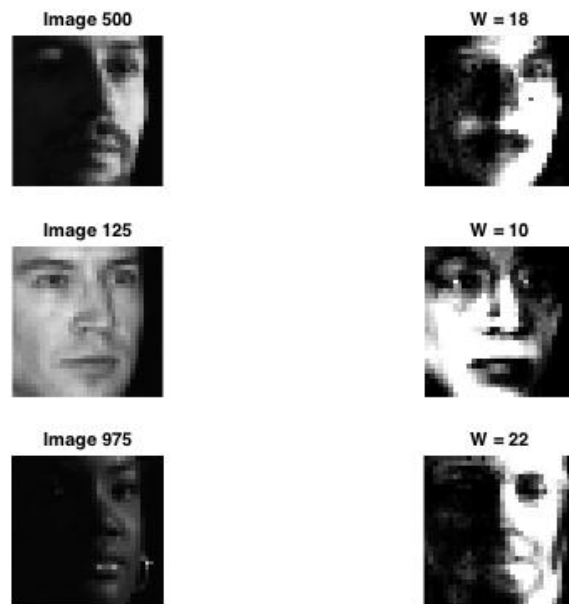 Image 500
W = 18
Image 125
W = 10
Image 975
W = 22